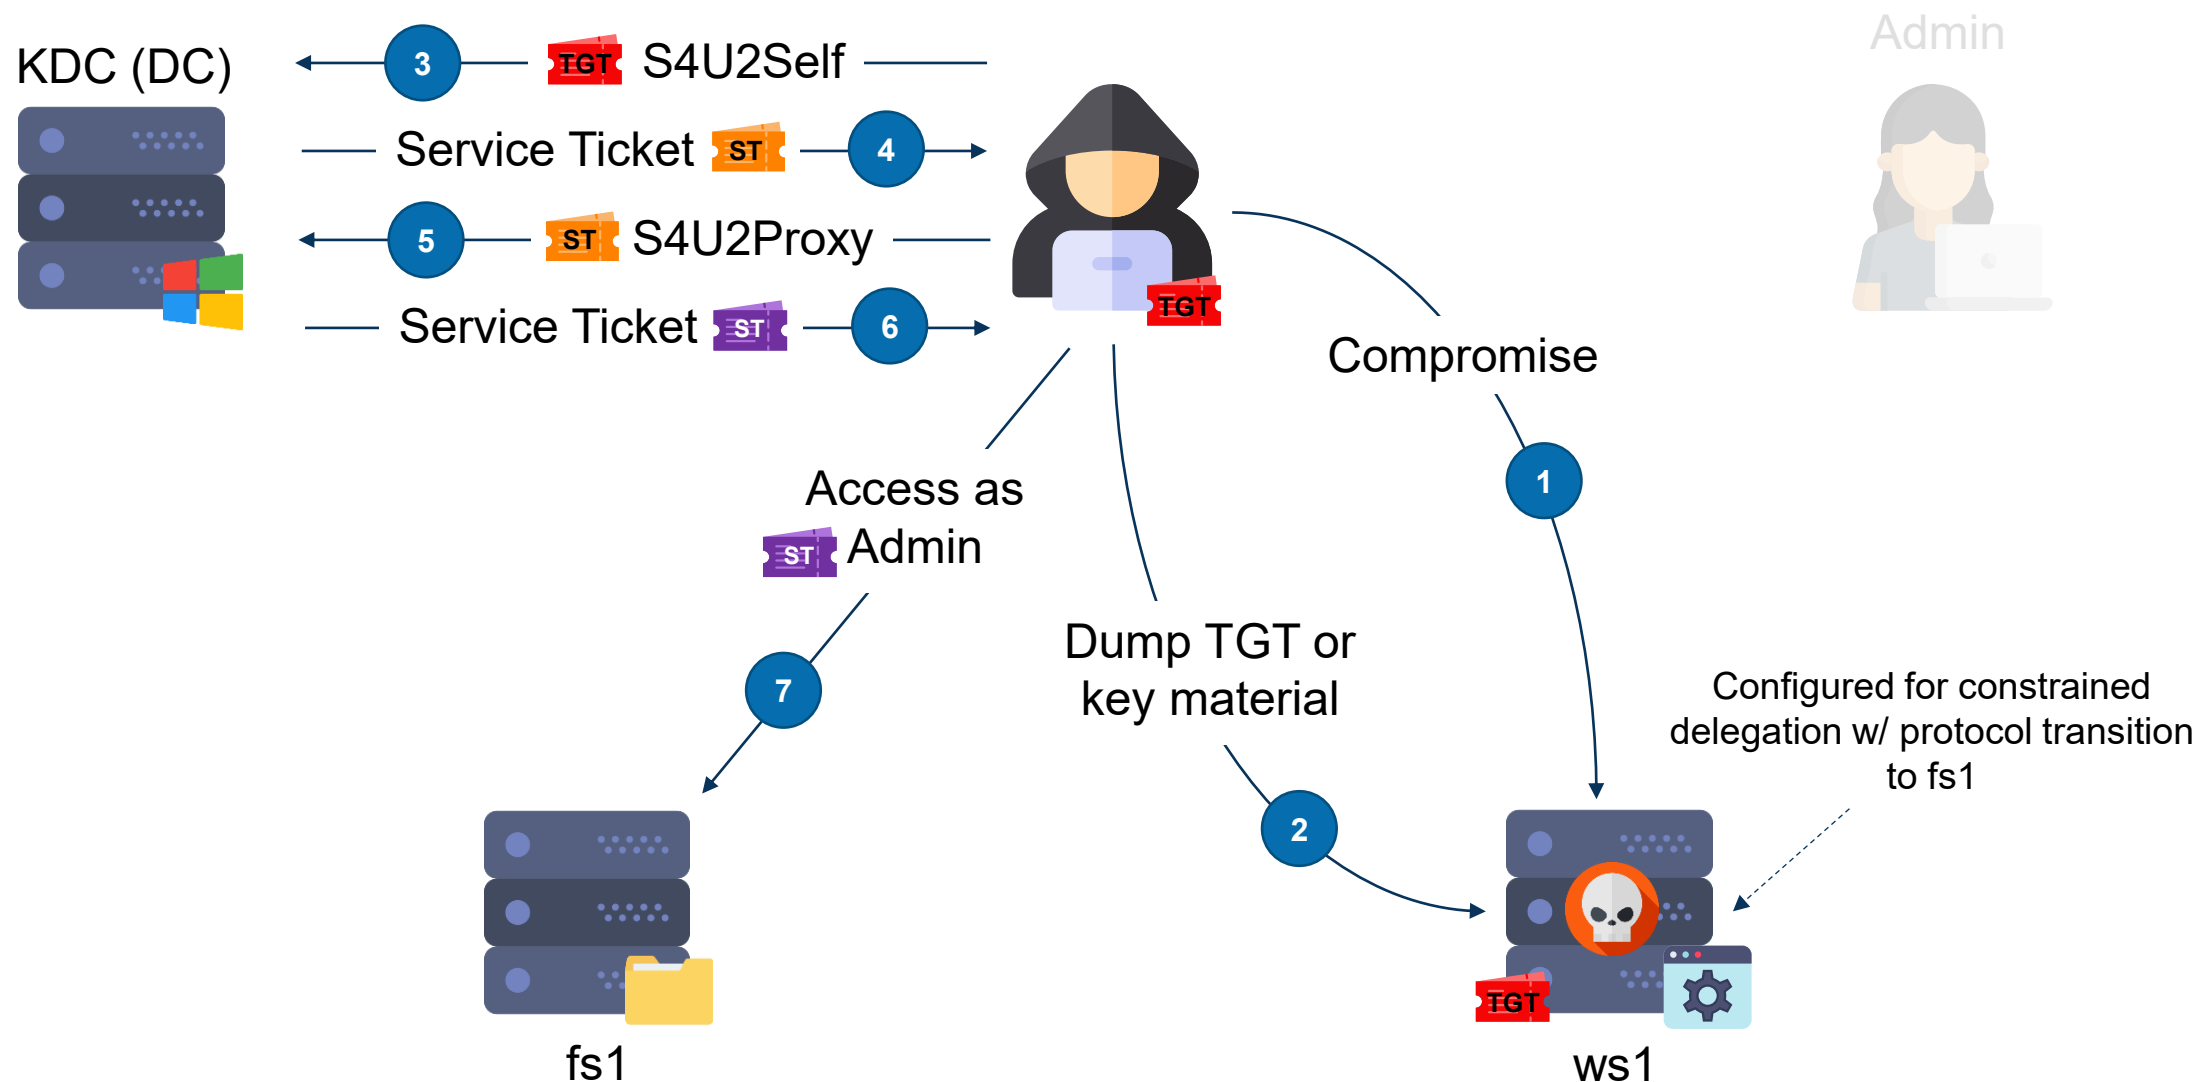 Admin
KDC (DC)
3
TGT
S4U2Self
Service Ticket
ST
4
5
ST
S4U2Proxy
Service Ticket
ST
6
TGT
Compromise
1
Access as
ST
Admin
7
Dump TGT or
key material
2
Configured for constrained
delegation w/ protocol transition
to fs1
TGT
fs1
ws1